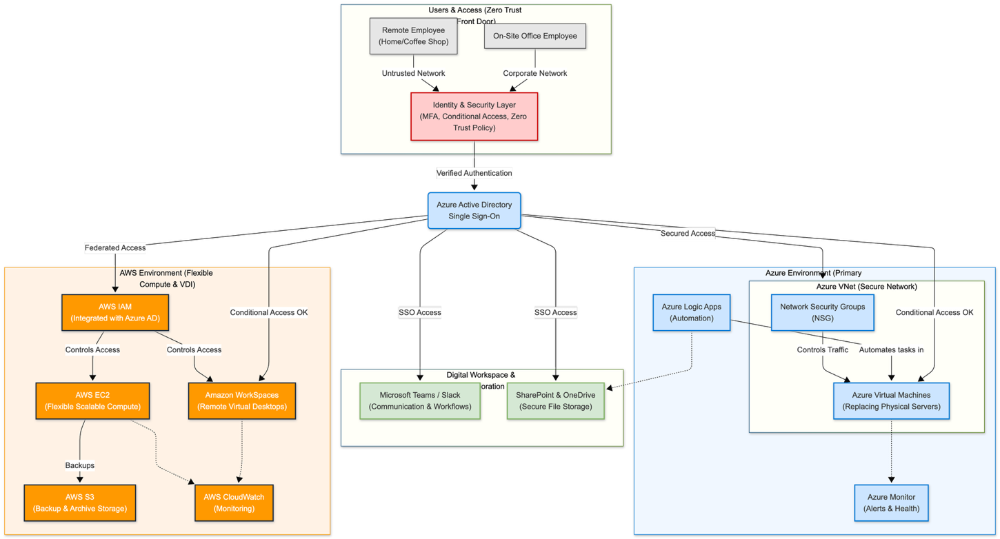 Users & Access (Zero Trust
Front Door)
Remote Employee
(Home/Coffee Shop)
On-Site Office Employee
Untrusted Network
Corporate Network
Identity & Security Layer
(MFA, Conditional Access, Zero
Trust Policy)
Verified Authentication
Azure Active Directory
Single Sign-On
Federated Access
Secured Access
AWS Environment (Flexible
Compute & VDI)
AWS IAM
(Integrated with Azure AD)
Conditional Access OK
Controls Access
Controls Access
AWS EC2
(Flexible Scalable Compute)
Amazon WorkSpaces
(Remote Virtual Desktops)
Backups
AWS S3
(Backup & Archive Storage)
AWS CloudWatch
(Monitoring)
SSO Access
SSO Access
Digital Workspace &
Microsoft Teams / Slack
(Communication & Workflows)
SharePoint & OneDrive
(Secure File Storage)
Azure Environment (Primary
Azure VNet (Secure Network)
Azure Logic Apps
(Automation)
Network Security Groups
(NSG)
Conditional Access OK
Controls Traffic
Automates tasks in
Azure Virtual Machines
(Replacing Physical Servers)
Azure Monitor
(Alerts & Health)